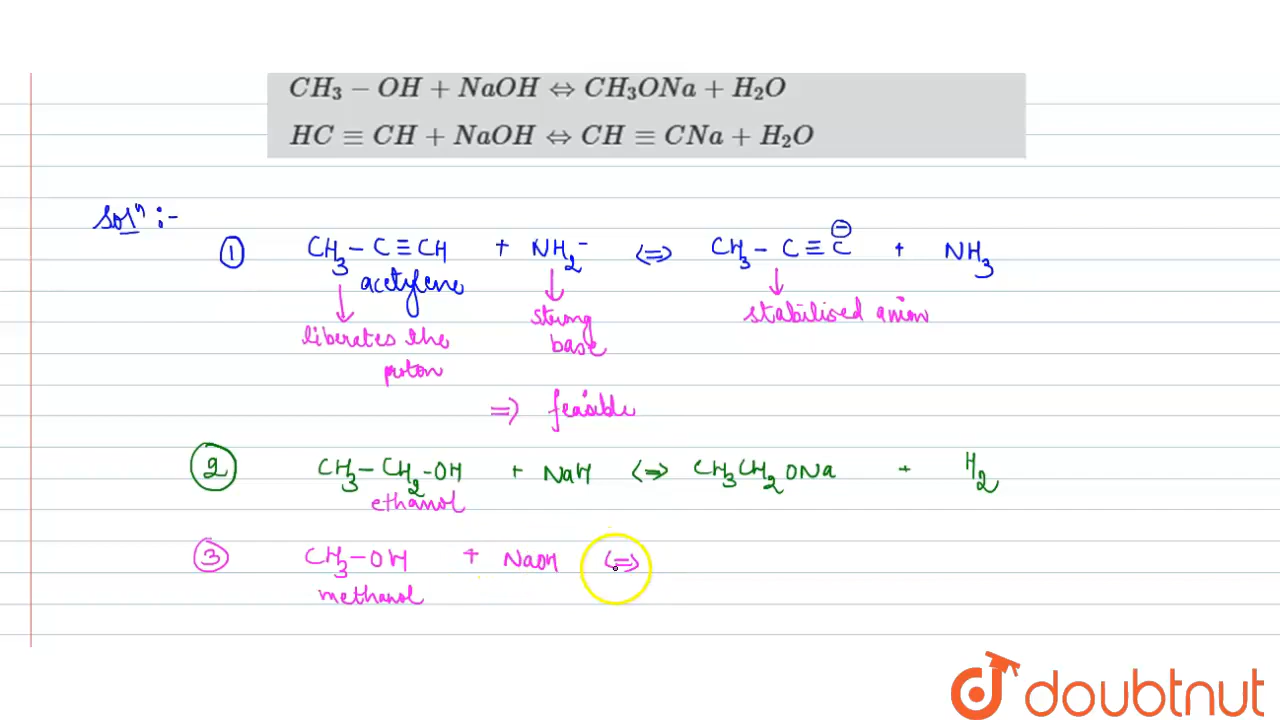 CH₃ − OH + NaOH ⇔ CH₃ONa + H₂O
HC ≡ CH + NaOH ⇔ CH ≡ CNa + H₂O
Solⁿ :-
① CH₃ − C ≡ CH + NH₂⁻ ⇔ CH₃ − C ≡ C⊖ + NH₃
acetylene
liberates the proton
strong base
stabilised anion
⇒ feasible
② CH₃ − CH₂ − OH + NaH ⇔ CH₃CH₂ONa + H₂
ethanol
③ CH₃ − OH + NaOH ⇔
methanol
doubtnut